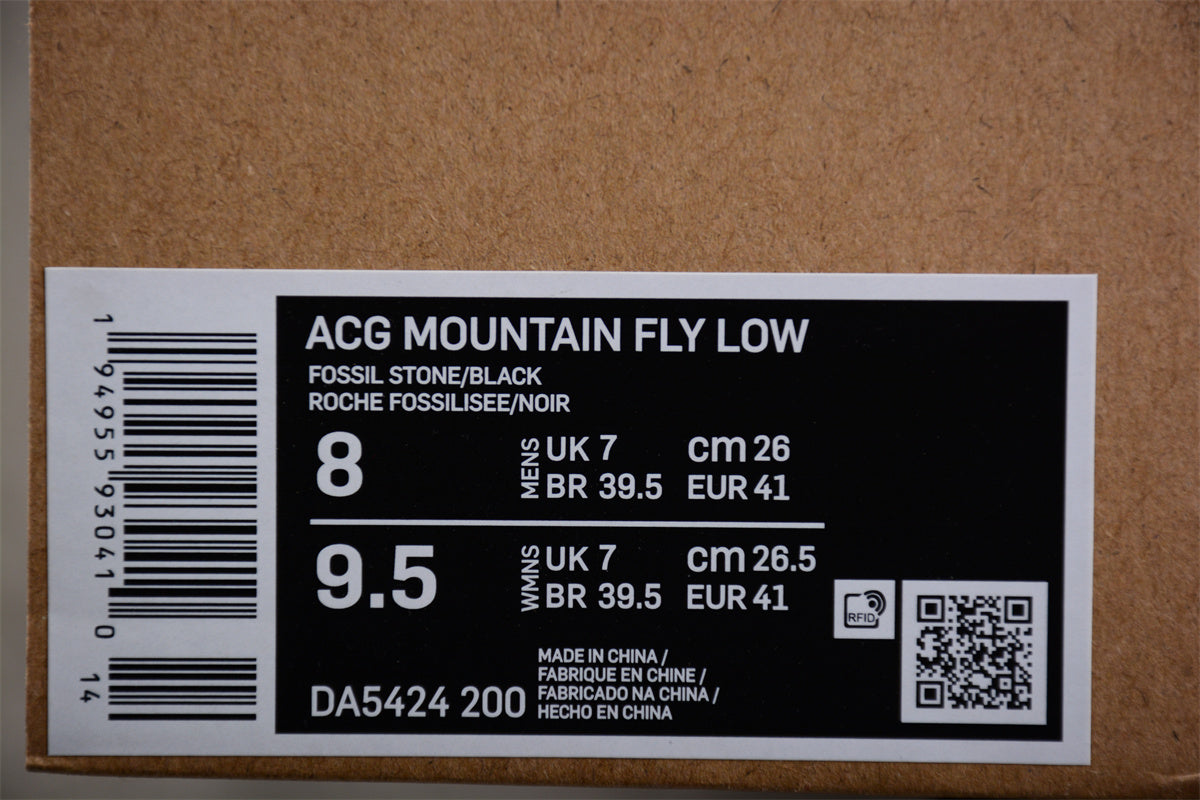 ACG MOUNTAIN FLY LOW
FOSSIL STONE/BLACK
ROCHE FOSSILISEE/NOIR
8 MENS UK 7 cm 26
BR 39.5 EUR 41
9.5 WMNS UK 7 cm 26.5
BR 39.5 EUR 41
RFID
MADE IN CHINA /
FABRIQUE EN CHINE /
FABRICADO NA CHINA /
HECHO EN CHINA
DA5424 200
1 94955 93041 0 14